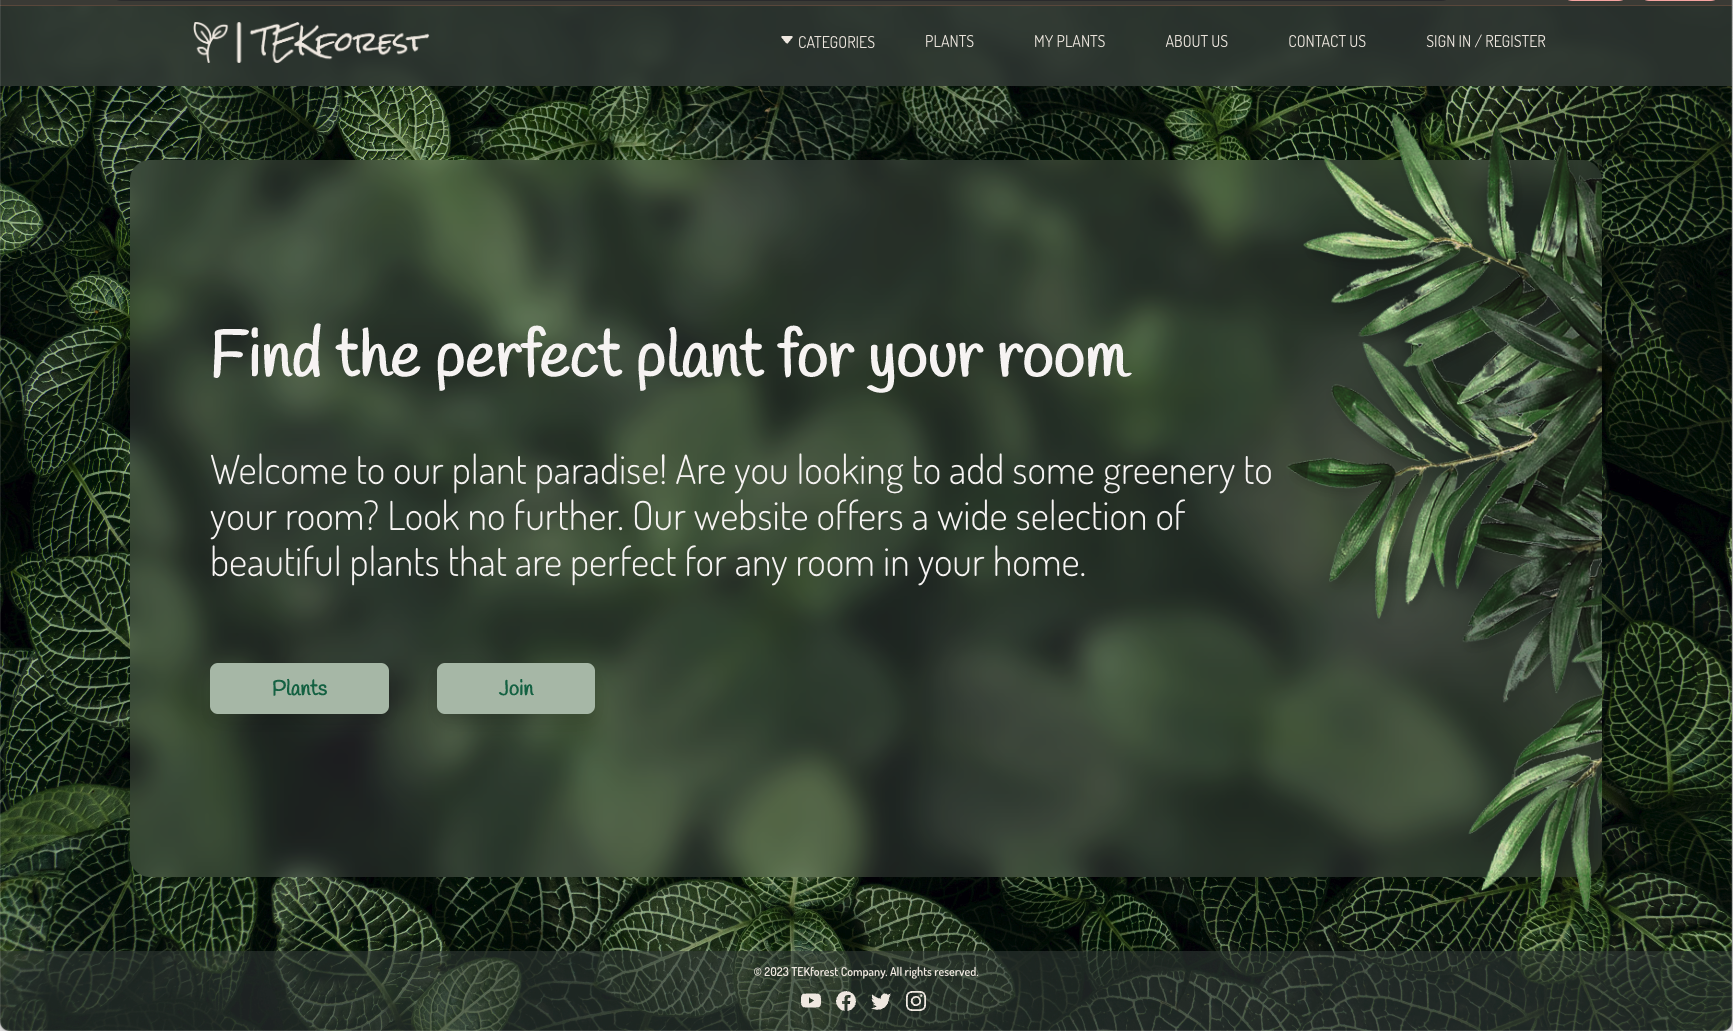 TEKFOREST
CATEGORIES
PLANTS
MY PLANTS
ABOUT US
CONTACT US
SIGN IN / REGISTER
Find the perfect plant for your room
Welcome to our plant paradise! Are you looking to add some greenery to
your room? Look no further. Our website offers a wide selection of
beautiful plants that are perfect for any room in your home.
Plants
Join
© 2023 TEKforest Company. All rights reserved.